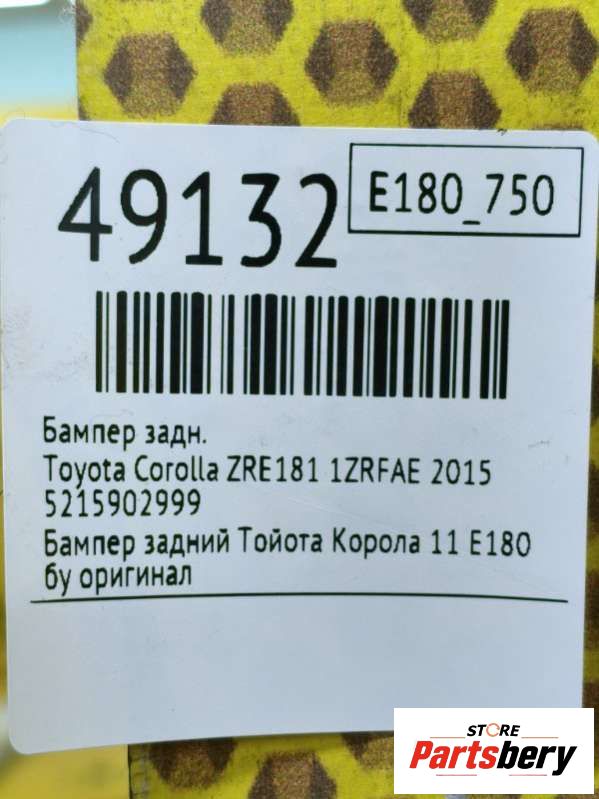 49132
E180_750
Бампер задн.
Toyota Corolla ZRE181 1ZRFAE 2015
5215902999
Бампер задний Тойота Корола 11 Е180
бу оригинал
STORE
Partsbery